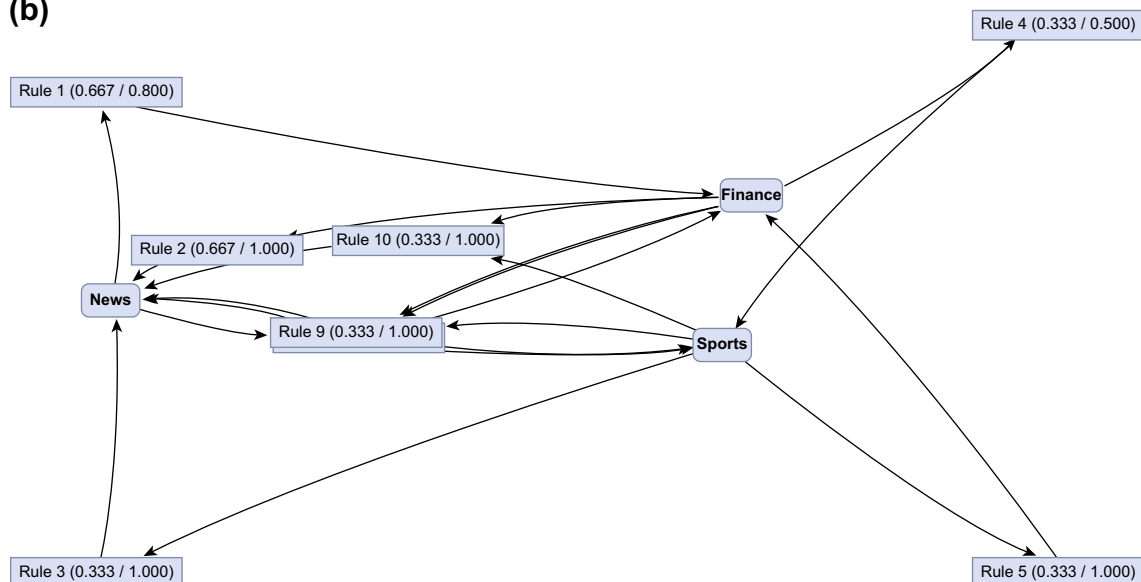 (b)
Rule 4 (0.333 / 0.500)
Rule 1 (0.667 / 0.800)
Finance
Rule 10 (0.333 / 1.000)
Rule 2 (0.667 / 1.000)
News
Rule 9 (0.333 / 1.000)
Sports
Rule 3 (0.333 / 1.000)
Rule 5 (0.333 / 1.000)